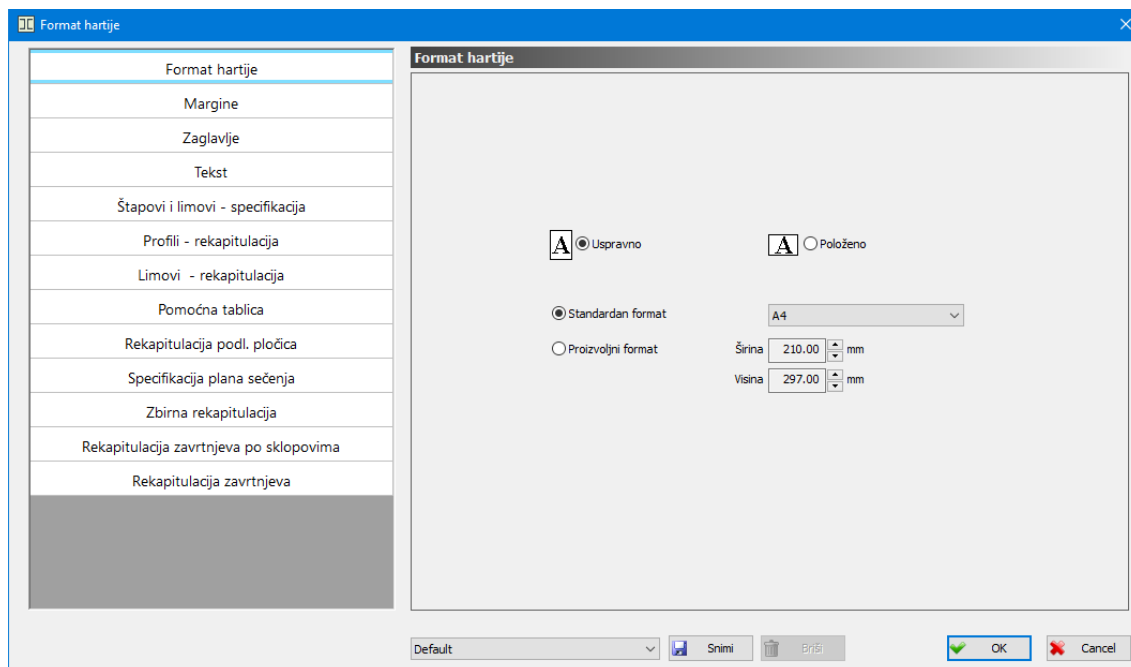 Format hartije
Format hartije
Margine
Zaglavlje
Tekst
Štapovi i limovi - specifikacija
Profili - rekapitulacija
Limovi - rekapitulacija
Pomoćna tablica
Rekapitulacija podl. pločica
Specifikacija plana sečenja
Zbirna rekapitulacija
Rekapitulacija zavrtnjeva po sklopovima
Rekapitulacija zavrtnjeva
Format hartije
A Uspravno A Položeno
Standardan format A4
Proizvoljni format Širina 210.00 mm
Visina 297.00 mm
Default Snimi Briši OK Cancel